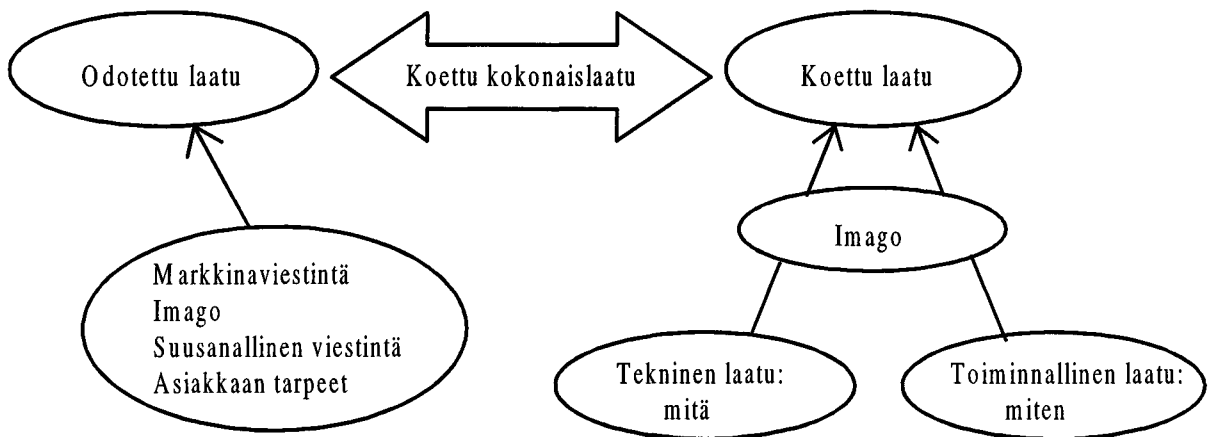 Odotettu laatu
Koettu kokonaislaatu
Koettu laatu
Imago
Markkinaviestintä
Imago
Suusanallinen viestintä
Asiakkaan tarpeet
Tekninen laatu:
mitä
Toiminnallinen laatu:
miten